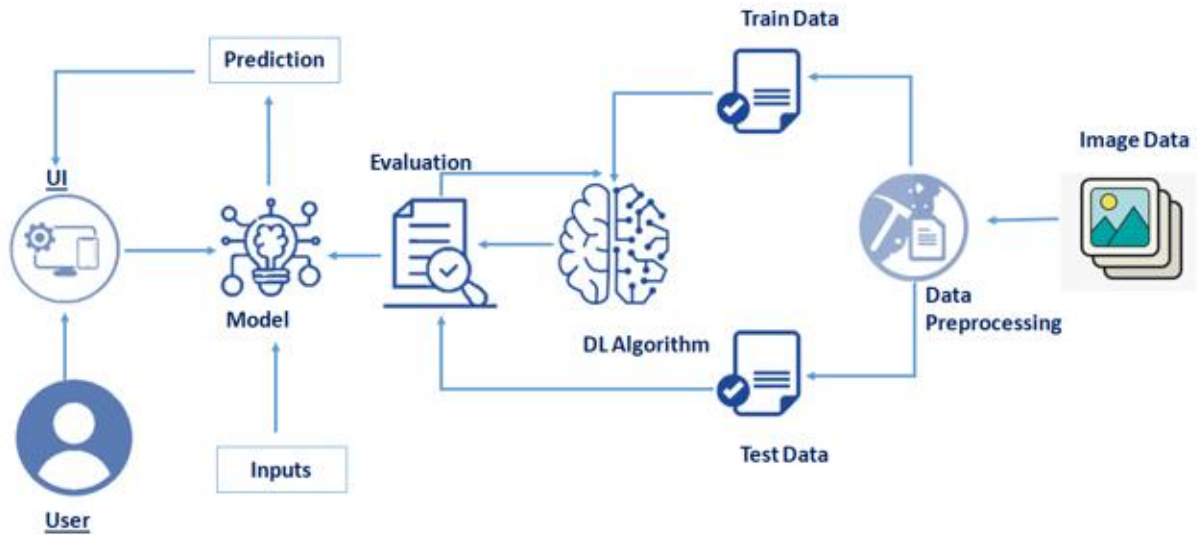 Train Data
Prediction
Image Data
Evaluation
UI
Model
Data
Preprocessing
DL Algorithm
Inputs
Test Data
User